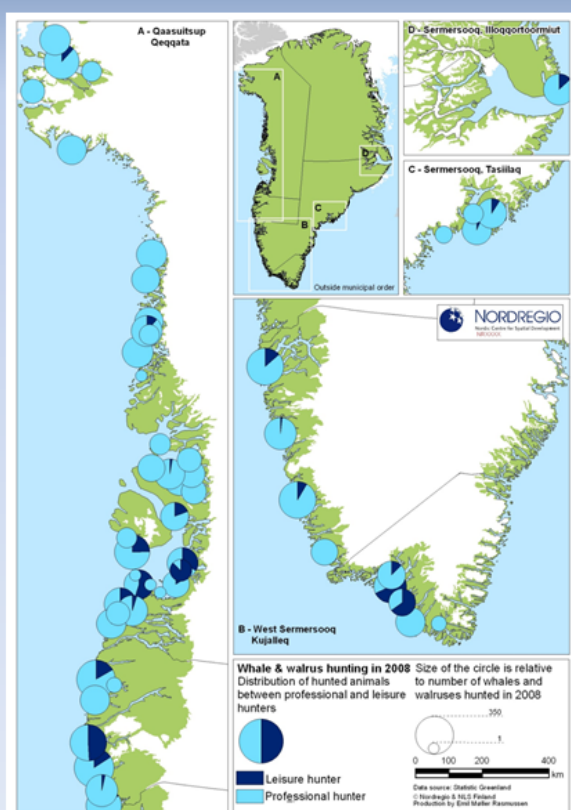 A - Qaasuitsup
Qeqqata
A
B
C
D
Outside municipal order
D - Sermersooq, Illoqqortoormiut
C - Sermersooq, Tasiilaq
NORDREGIO
Nordic Centre for Spatial Development
B - West Sermersooq
Kujalleq
Whale & walrus hunting in 2008
Distribution of hunted animals
between professional and leisure
hunters
Leisure hunter
Professional hunter
Size of the circle is relative
to number of whales and
walruses hunted in 2008
350
1
0 100 200 400
km
Data source: Statistic Greenland
© Nordregio & NLS Finland
Production by Emil Møller Rasmussen